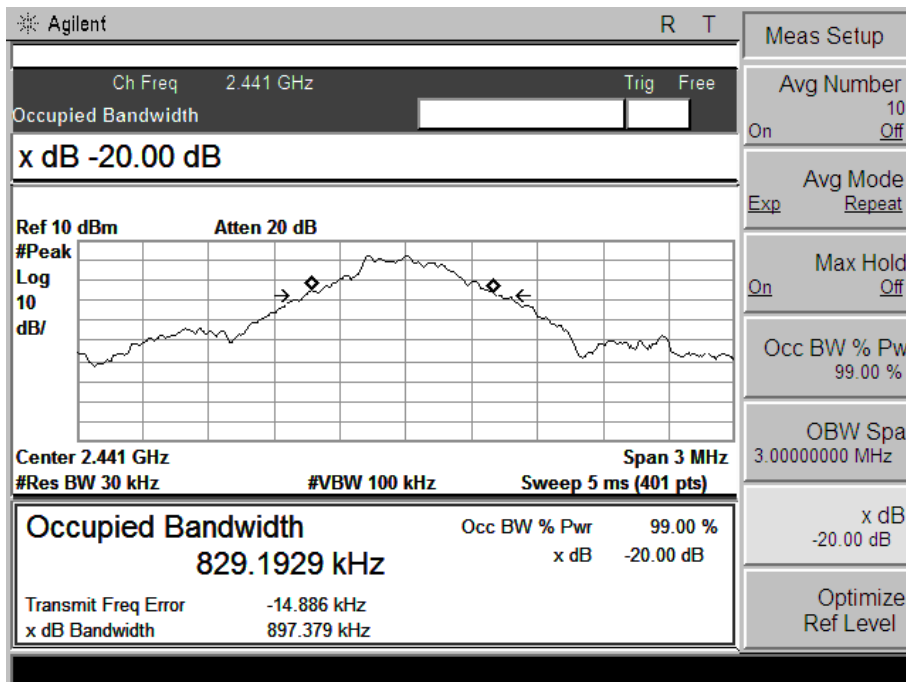 Agilent R T
Ch Freq 2.441 GHz Trig Free
Occupied Bandwidth
x dB -20.00 dB
Ref 10 dBm Atten 20 dB
#Peak
Log
10
dB/
Center 2.441 GHz Span 3 MHz
#Res BW 30 kHz #VBW 100 kHz Sweep 5 ms (401 pts)
Occupied Bandwidth
829.1929 kHz
Occ BW % Pwr 99.00 %
x dB -20.00 dB
Transmit Freq Error -14.886 kHz
x dB Bandwidth 897.379 kHz
Meas Setup
Avg Number
10
On Off
Avg Mode
Exp Repeat
Max Hold
On Off
Occ BW % Pw
99.00 %
OBW Spa
3.00000000 MHz
x dB
-20.00 dB
Optimize
Ref Level